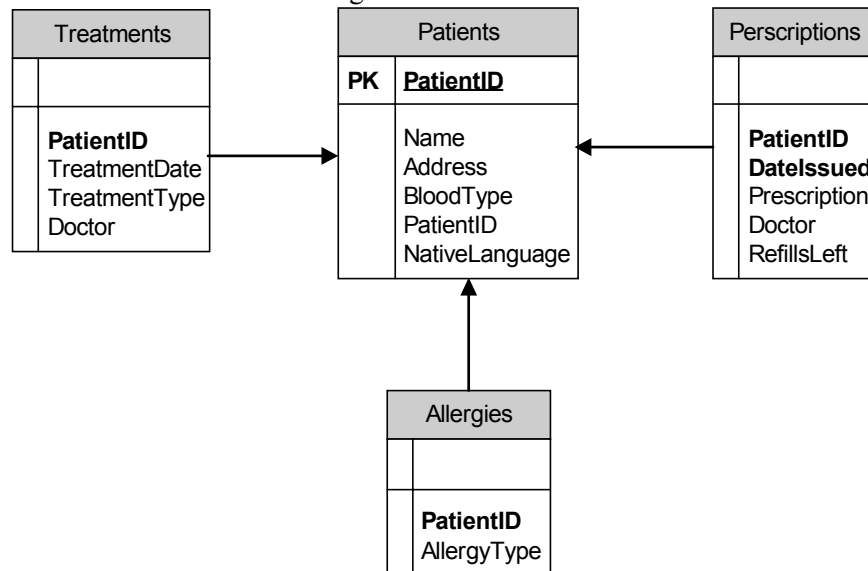 Treatments
PatientID
TreatmentDate
TreatmentType
Doctor
Patients
PK PatientID
Name
Address
BloodType
PatientID
NativeLanguage
Perscriptions
PatientID
DateIssued
Prescription
Doctor
RefillsLeft
Allergies
PatientID
AllergyType